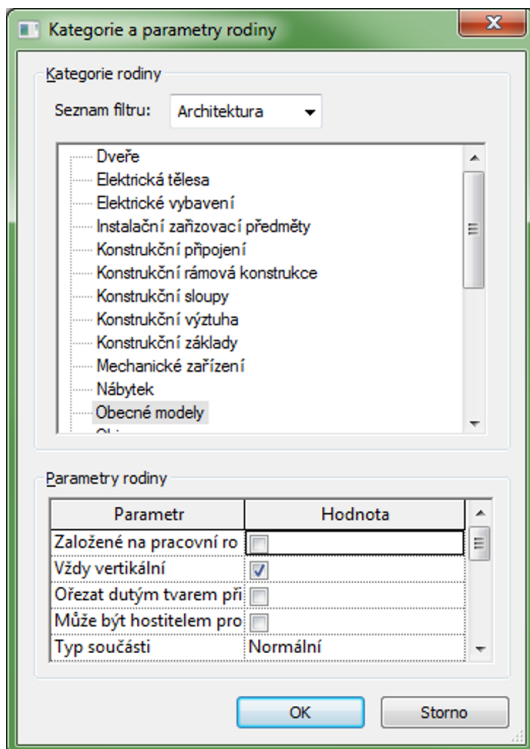 Kategorie a parametry rodiny
Kategorie rodiny
Seznam filtru: Architektura
Dveře
Elektrická tělesa
Elektrické vybavení
Instalační zařizovací předměty
Konstrukční připojení
Konstrukční rámová konstrukce
Konstrukční sloupy
Konstrukční výztuha
Konstrukční základy
Mechanické zařízení
Nábytek
Obecné modely
Parametry rodiny
Parametr Hodnota
Založené na pracovní ro
Vždy vertikální
Ořezat dutým tvarem při
Může být hostitelem pro
Typ součásti Normální
OK Storno